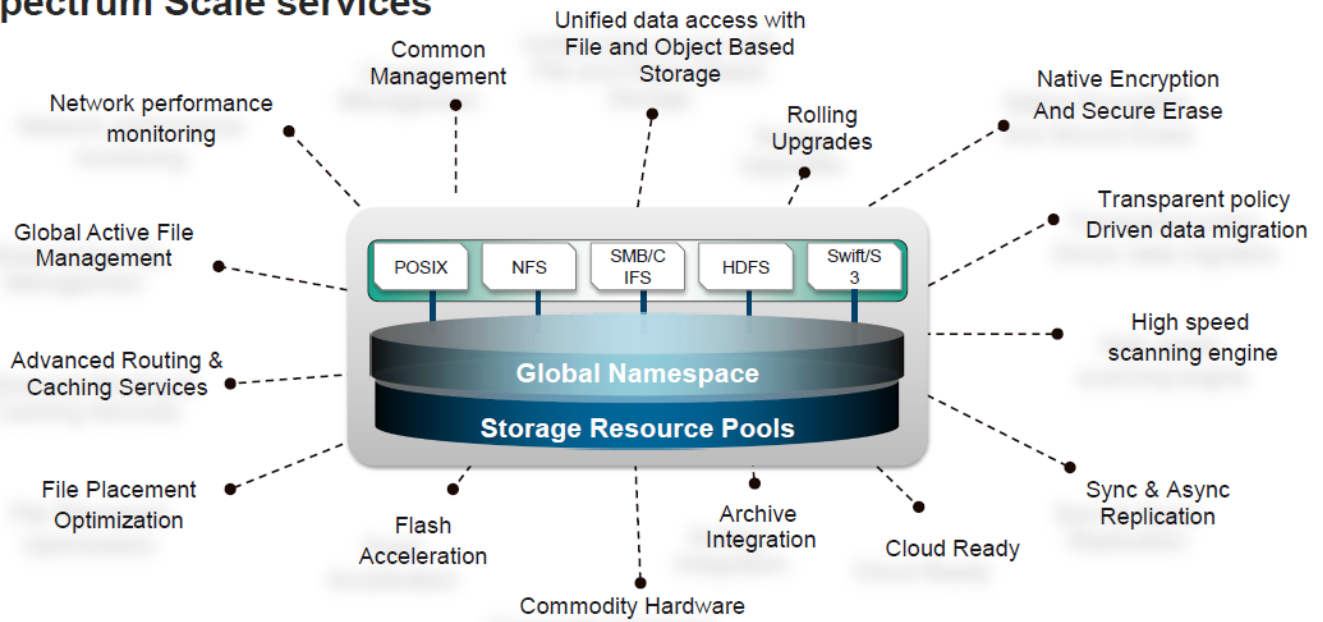 pectrum Scale services
Unified data access with
File and Object Based
Storage
Common
Management
Native Encryption
And Secure Erase
Network performance
monitoring
Rolling
Upgrades
Transparent policy
Driven data migration
Global Active File
Management
POSIX
NFS
SMB/C
IFS
HDFS
Swift/S
3
High speed
scanning engine
Advanced Routing &
Caching Services
Global Namespace
Storage Resource Pools
File Placement
Optimization
Flash
Acceleration
Archive
Integration
Cloud Ready
Sync & Async
Replication
Commodity Hardware